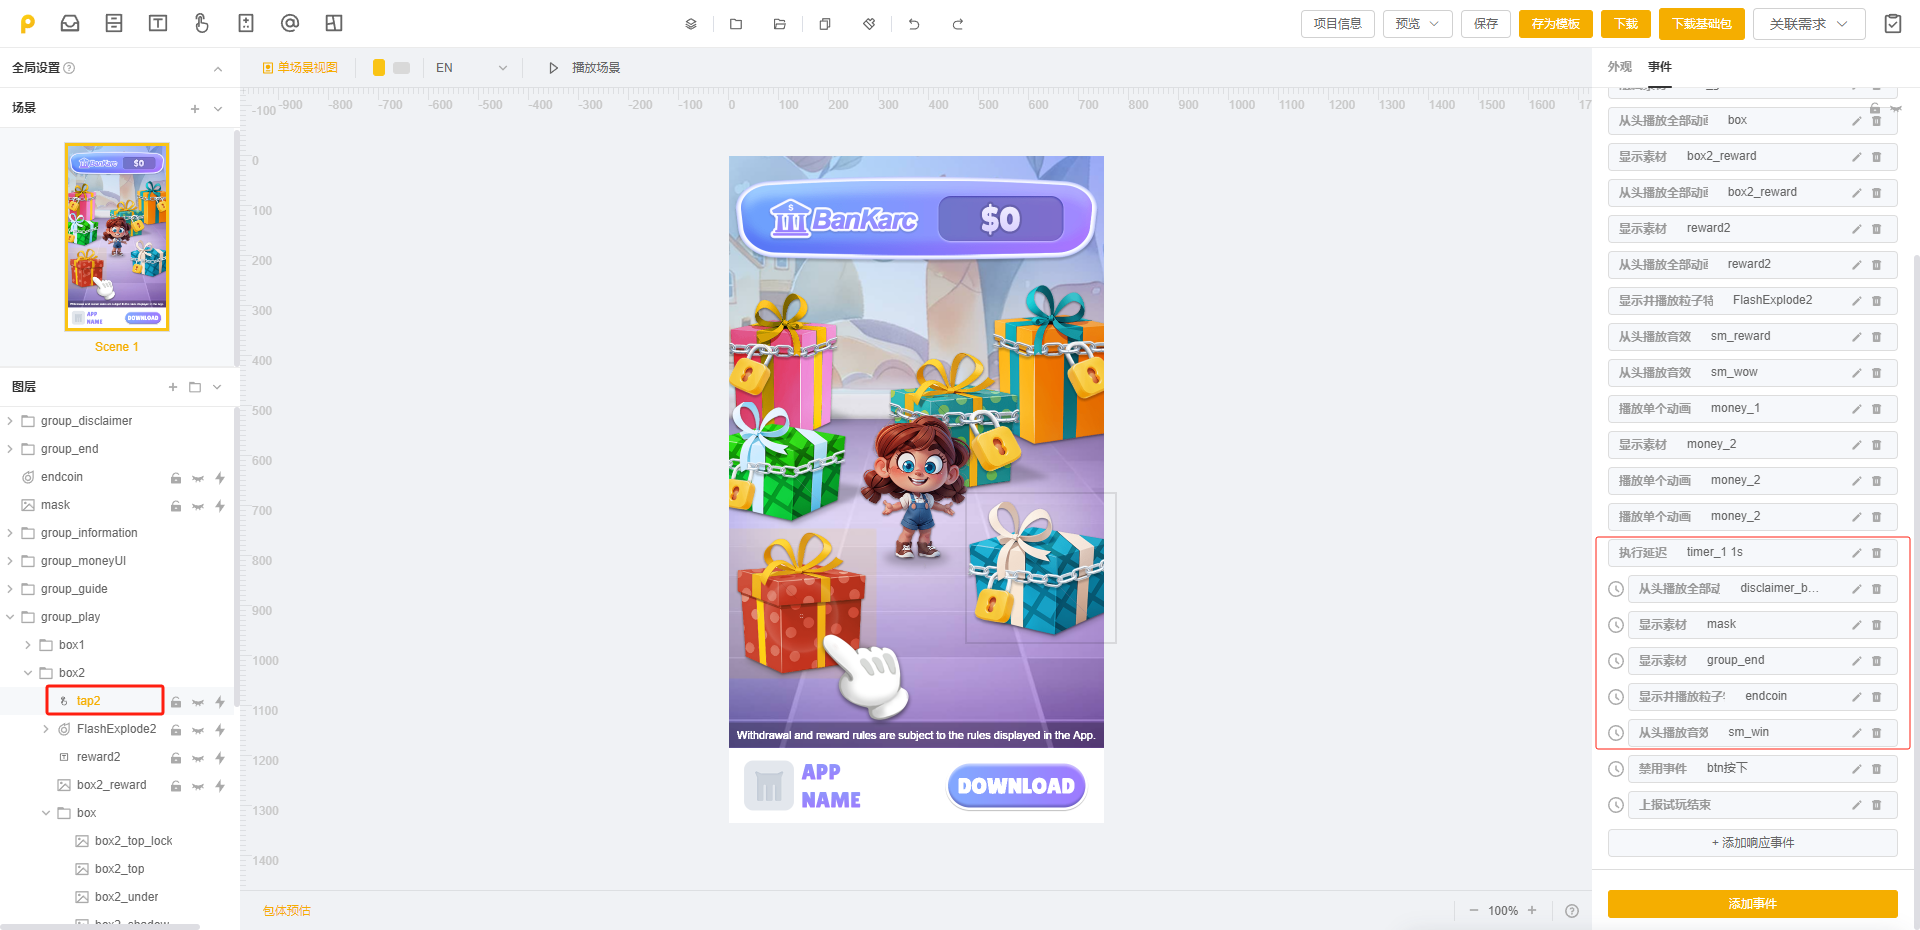 项目信息
预览
保存
存为模板
下载
下载基础包
关联需求
全局设置
单场景视图
EN
播放场景
外观
事件
场景
-900 -800 -700 -600 -500 -400 -300 -200 -100 0 100 200 300 400 500 600 700 800 900 1000 1100 1200 1300 1400 1500 1600 17
-100
0
100
200
300
400
500
600
700
800
900
1000
1100
1200
1300
1400
BanKarc
$0
APP
NAME
DOWNLOAD
Scene 1
图层
group_disclaimer
group_end
endcoin
mask
group_information
group_moneyUI
group_guide
group_play
box1
box2
tap2
FlashExplode2
reward2
box2_reward
box
box2_top_lock
box2_top
box2_under
box2_shadow
BanKarc
$0
Withdrawal and reward rules are subject to the rules displayed in the App.
APP
NAME
DOWNLOAD
从头播放全部动画 box
显示素材 box2_reward
从头播放全部动画 box2_reward
显示素材 reward2
从头播放全部动画 reward2
显示并播放粒子特 FlashExplode2
从头播放音效 sm_reward
从头播放音效 sm_wow
播放单个动画 money_1
显示素材 money_2
播放单个动画 money_2
播放单个动画 money_2
执行延迟 timer_1 1s
从头播放全部动 disclaimer_b...
显示素材 mask
显示素材 group_end
显示并播放粒子 endcoin
从头播放音效 sm_win
禁用事件 btn按下
上报试玩结束
+ 添加响应事件
添加事件
包体预估
100%